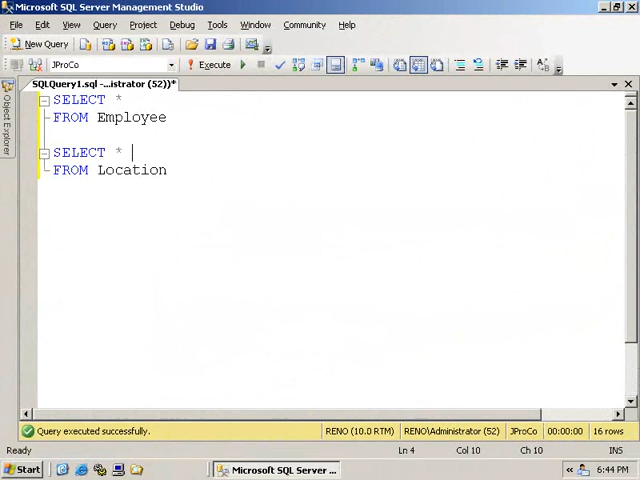 Microsoft SQL Server Management Studio
File Edit View Query Project Debug Tools Window Community Help
New Query
JProCo ! Execute
SQLQuery1.sql -...istrator (52))*
Object Explorer
SELECT *
FROM Employee
SELECT *
FROM Location
Query executed successfully. RENO (10.0 RTM) RENO\Administrator (52) JProCo 00:00:00 16 rows
Ready Ln 4 Col 10 Ch 10 INS
Start Microsoft SQL Server ... « 6:44 PM